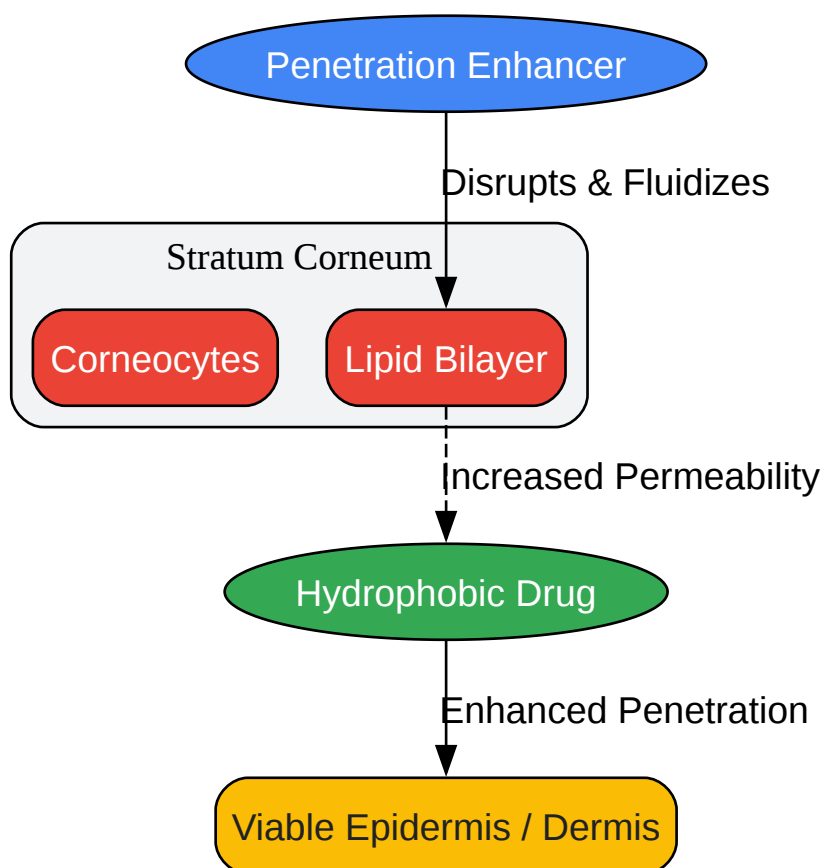 Penetration Enhancer
Disrupts & Fluidizes
Stratum Corneum
Corneocytes
Lipid Bilayer
Increased Permeability
Hydrophobic Drug
Enhanced Penetration
Viable Epidermis / Dermis